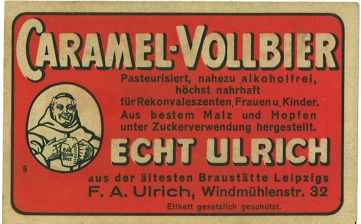 CARAMEL-VOLLBIER
Pasteurisiert, nahezu alkoholfrei,
höchst nahrhaft
für Rekonvaleszenten, Frauen u. Kinder.
Aus bestem Malz und Hopfen
unter Zuckerverwendung hergestellt.
ECHT ULRICH
aus der ältesten Braustätte Leipzigs
F. A. Ulrich, Windmühlenstr. 32
Etikett gesetzlich geschützt.
5